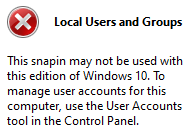 Local Users and Groups
This snapin may not be used with
this edition of Windows 10. To
manage user accounts for this
computer, use the User Accounts
tool in the Control Panel.